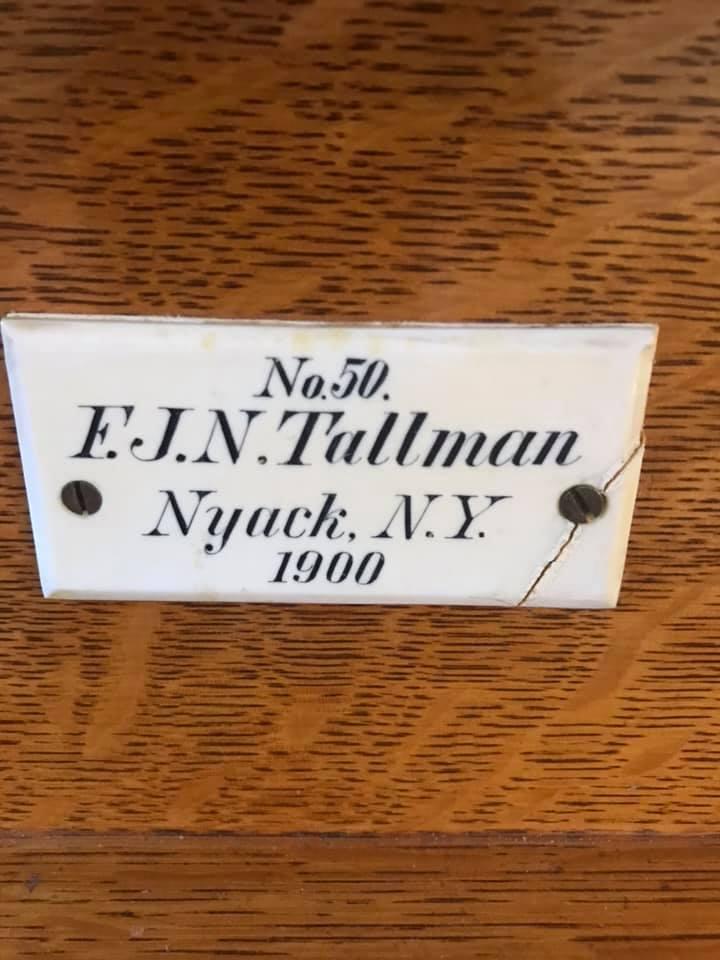 No. 50.
F.J.N. Tallman
Nyack, N.Y.
1900